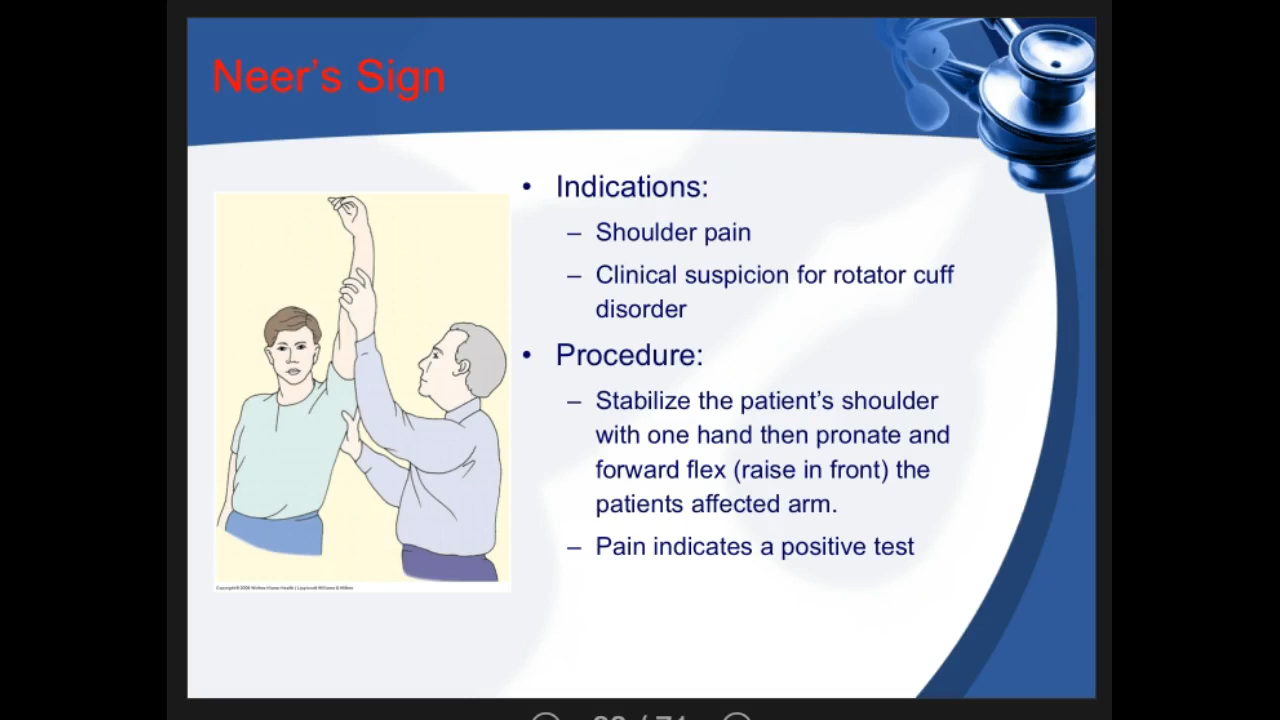 Neer's Sign
• Indications:
– Shoulder pain
– Clinical suspicion for rotator cuff
disorder
• Procedure:
– Stabilize the patient's shoulder
with one hand then pronate and
forward flex (raise in front) the
patients affected arm.
– Pain indicates a positive test